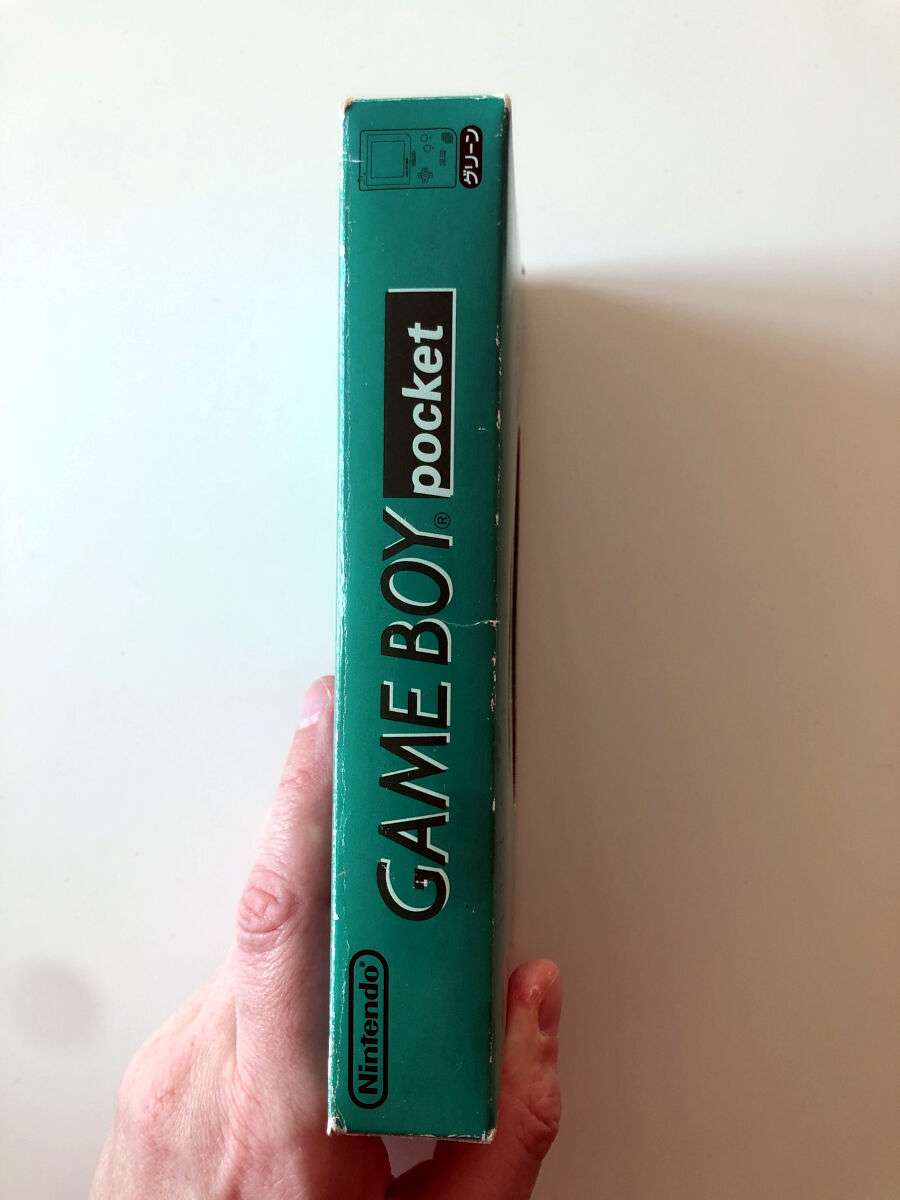 Nintendo®
GAME BOY® pocket
グリーン